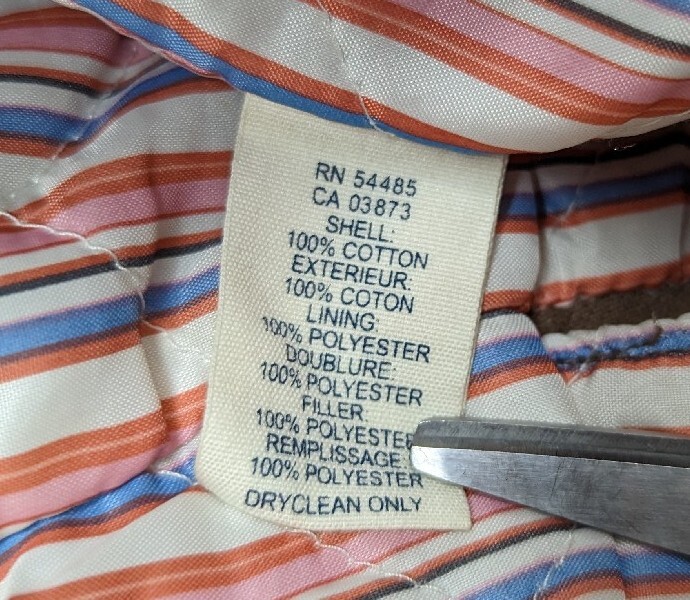 RN 54485
CA 03873
SHELL:
100% COTTON
EXTERIEUR:
100% COTON
LINING:
100% POLYESTER
DOUBLURE:
100% POLYESTER
FILLER:
100% POLYESTER
REMPLISSAGE:
100% POLYESTER
DRYCLEAN ONLY